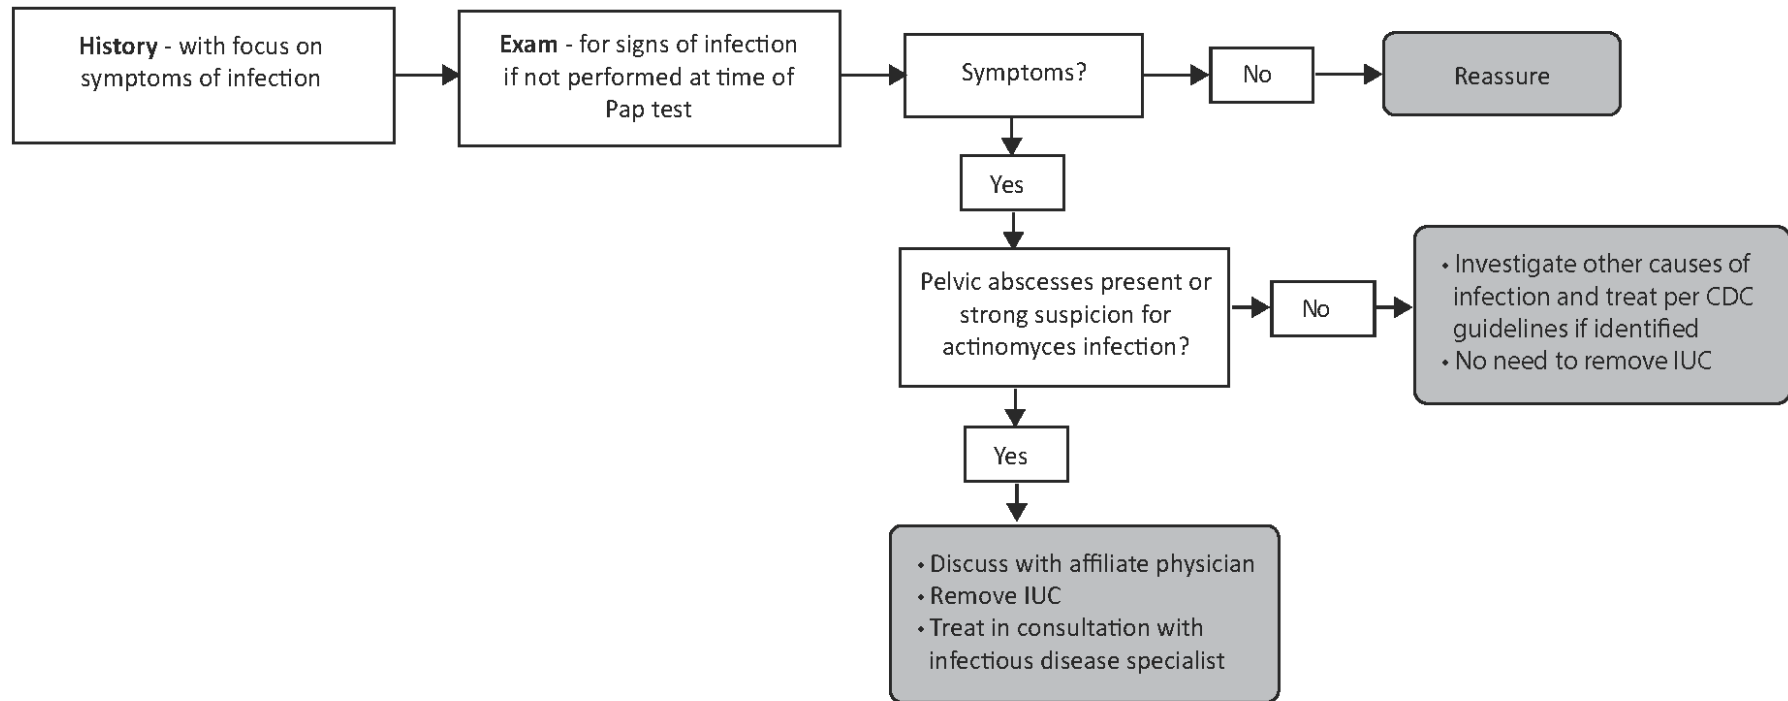 History - with focus on
symptoms of infection
Exam - for signs of infection
if not performed at time of
Pap test
Symptoms?
No
Reassure
Yes
Pelvic abscesses present or
strong suspicion for
actinomyces infection?
No
• Investigate other causes of
infection and treat per CDC
guidelines if identified
• No need to remove IUC
Yes
• Discuss with affiliate physician
• Remove IUC
• Treat in consultation with
infectious disease specialist